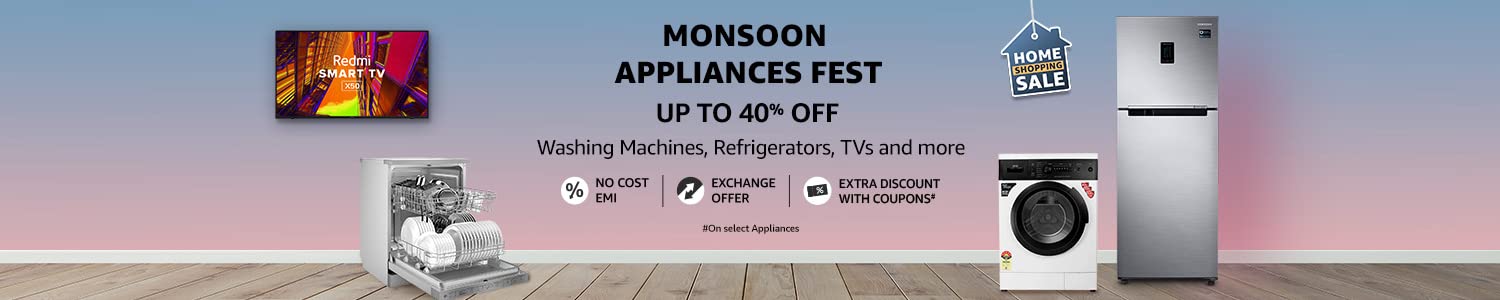 Redmi
SMART TV
X50
MONSOON
APPLIANCES FEST
UP TO 40% OFF
Washing Machines, Refrigerators, TVs and more
% NO COST
EMI
EXCHANGE
OFFER
% EXTRA DISCOUNT
WITH COUPONS#
#On select Appliances
HOME
SHOPPING
SALE
SAMSUNG